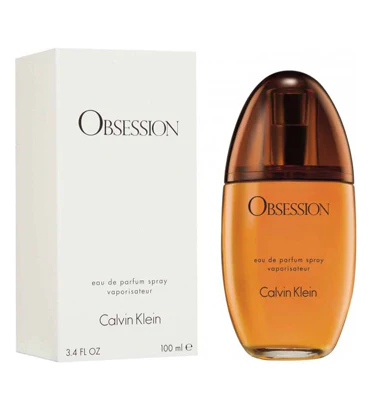 OBSESSION
eau de parfum spray
vaporisateur
Calvin Klein
3.4 FL OZ 100 ml ℮
OBSESSION
eau de parfum spray
vaporisateur
Calvin Klein